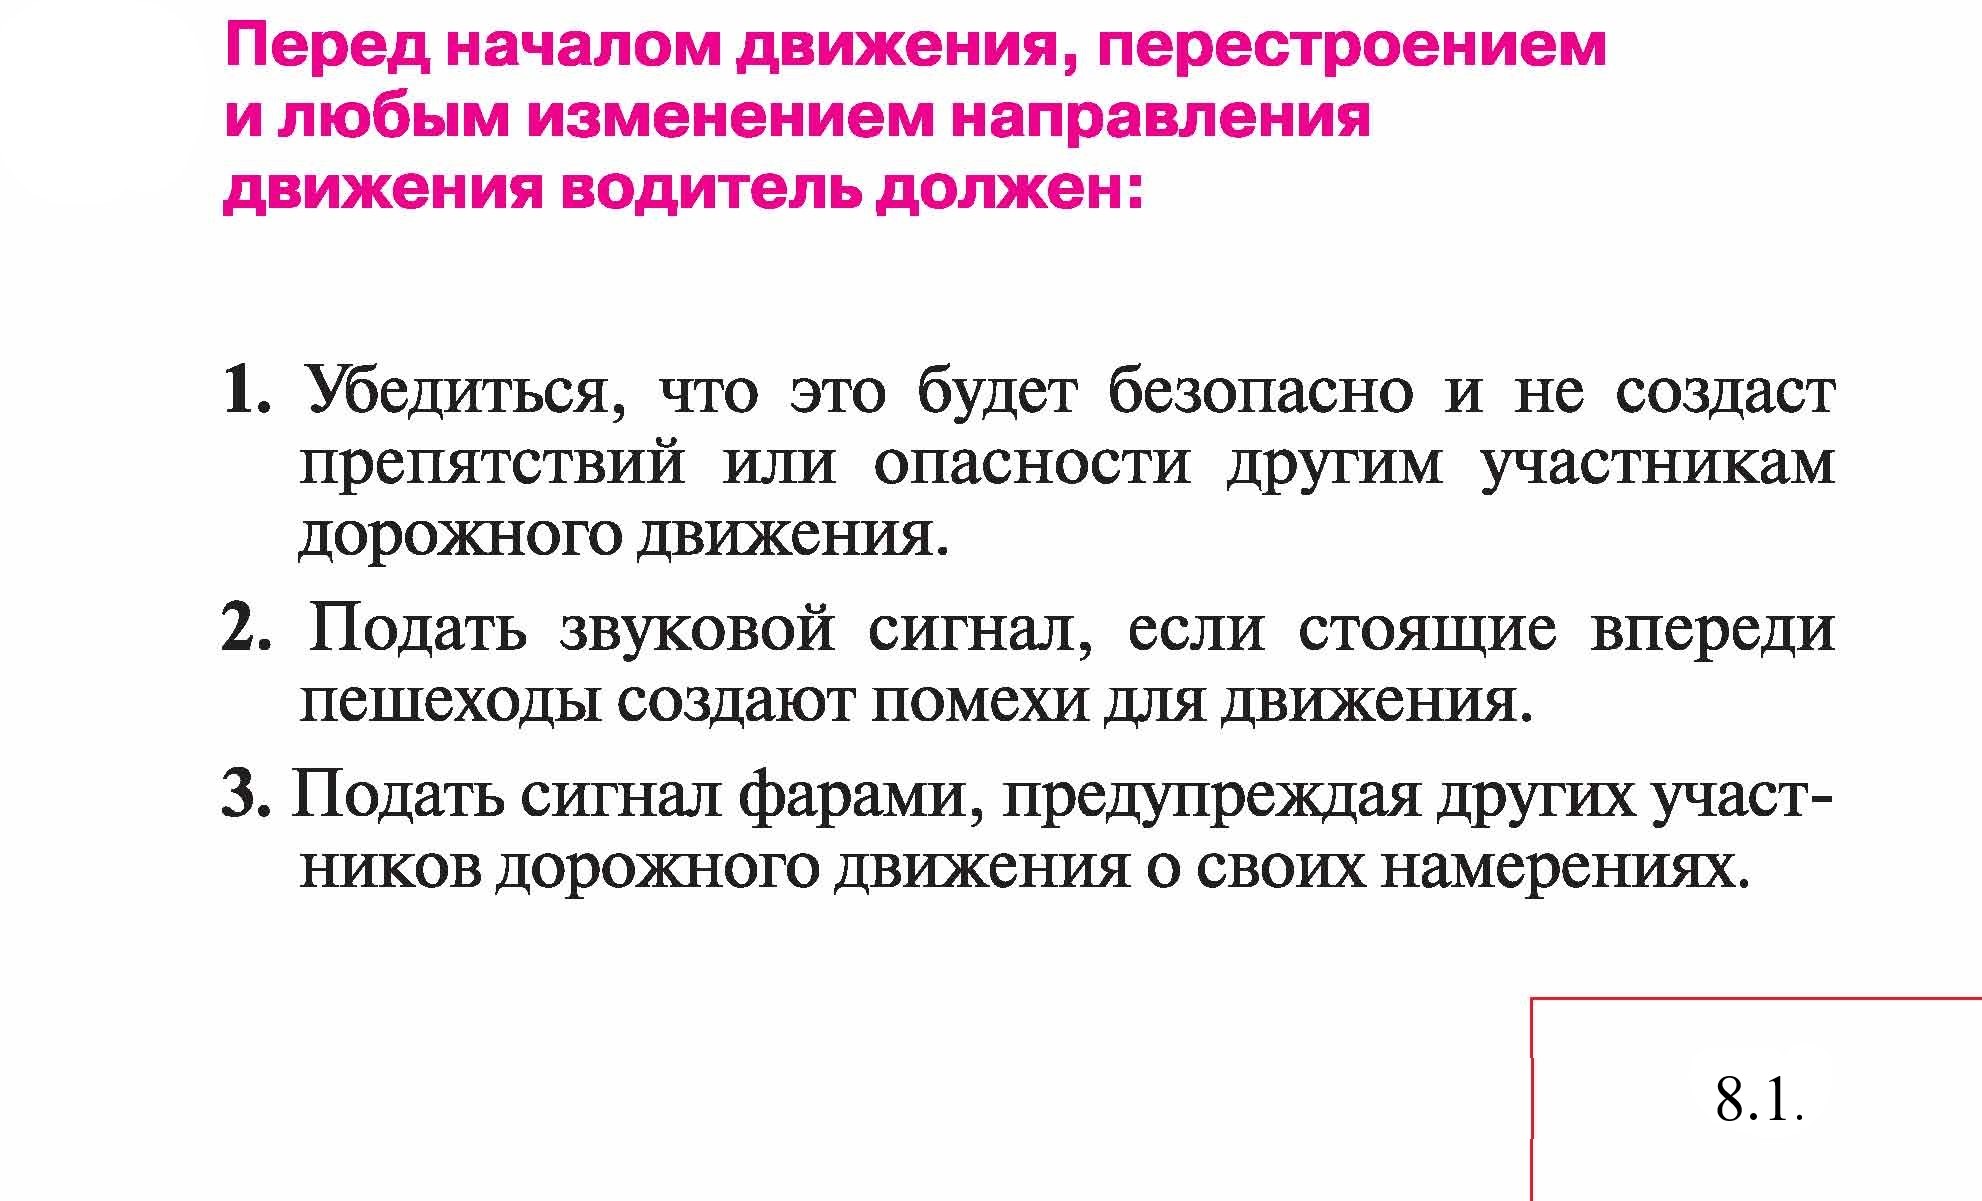 Перед началом движения, перестроением
и любым изменением направления
движения водитель должен:
1. Убедиться, что это будет безопасно и не создаст
препятствий или опасности другим участникам
дорожного движения.
2. Подать звуковой сигнал, если стоящие впереди
пешеходы создают помехи для движения.
3. Подать сигнал фарами, предупреждая других участ-
ников дорожного движения о своих намерениях.
8.1.